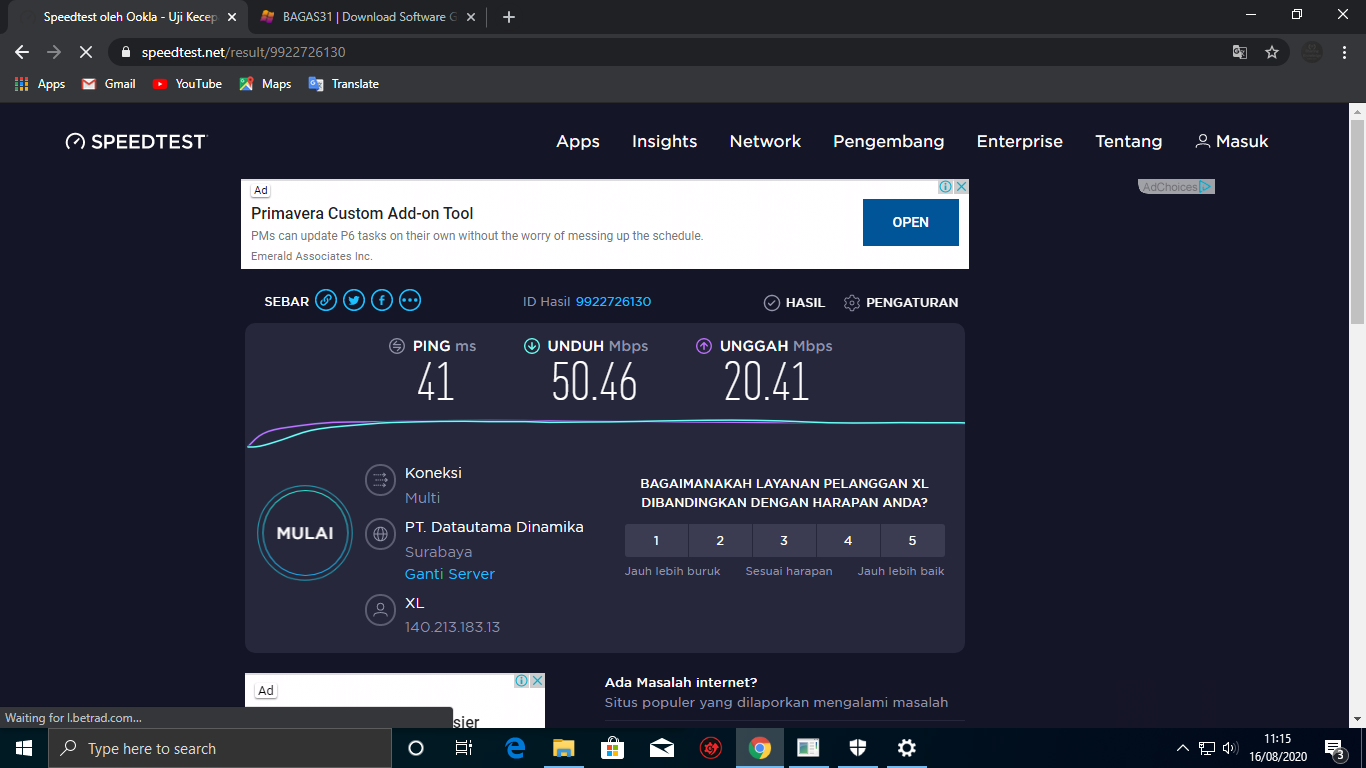 Speedtest oleh Ookla - Uji Kecep
BAGAS31 | Download Software G
speedtest.net/result/9922726130
Apps
Gmail
YouTube
Maps
Translate
SPEEDTEST
Apps
Insights
Network
Pengembang
Enterprise
Tentang
Masuk
Ad
Primavera Custom Add-on Tool
PMs can update P6 tasks on their own without the worry of messing up the schedule.
Emerald Associates Inc.
OPEN
AdChoices
SEBAR
ID Hasil 9922726130
HASIL
PENGATURAN
PING ms
UNDUH Mbps
UNGGAH Mbps
41
50.46
20.41
MULAI
Koneksi
Multi
PT. Datautama Dinamika
Surabaya
Ganti Server
XL
140.213.183.13
BAGAIMANAKAH LAYANAN PELANGGAN XL
DIBANDINGKAN DENGAN HARAPAN ANDA?
1 2 3 4 5
Jauh lebih buruk
Sesuai harapan
Jauh lebih baik
Ad
sier
Ada Masalah internet?
Situs populer yang dilaporkan mengalami masalah
Waiting for l.betrad.com...
Type here to search
11:15
16/08/2020
3